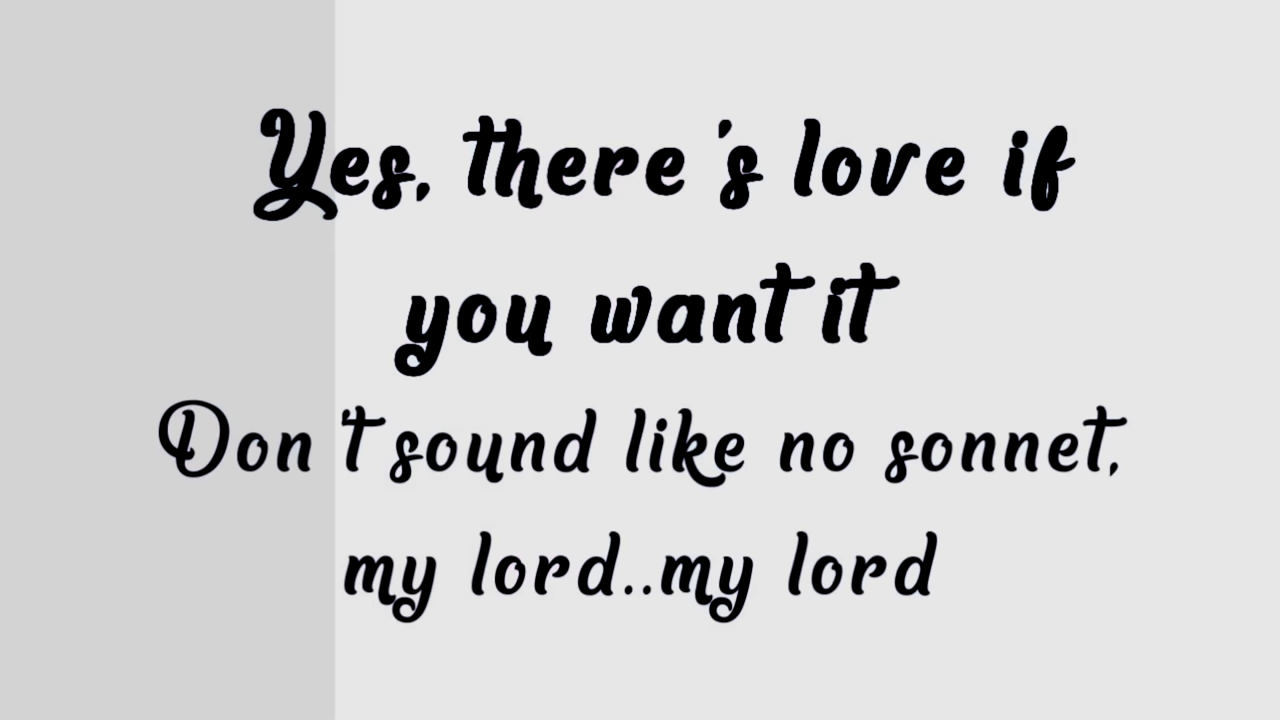 Yes, there's love if
you want it
Don't sound like no sonnet,
my lord..my lord